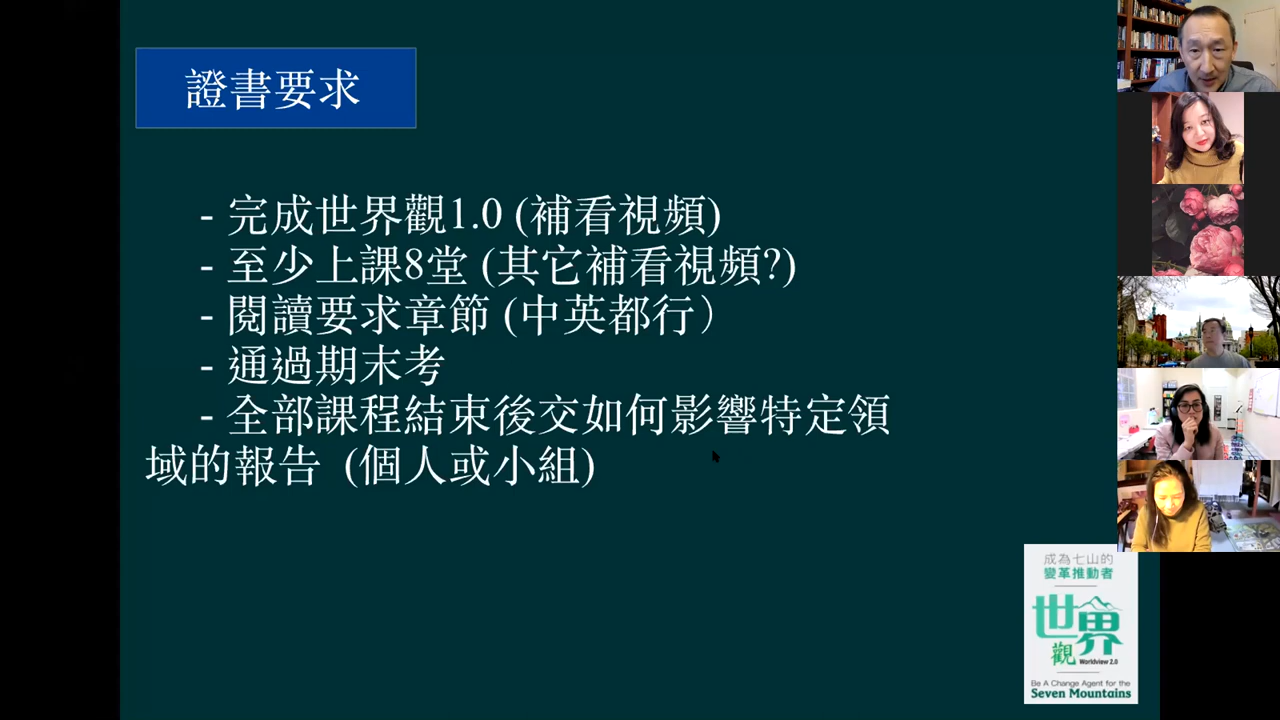 證書要求
- 完成世界觀1.0 (補看視頻)
- 至少上課8堂 (其它補看視頻?)
- 閱讀要求章節 (中英都行）
- 通過期末考
- 全部課程結束後交如何影響特定領
域的報告 (個人或小組)
成為七山的
變革推動者
世界
觀 Worldview 2.0
Be A Change Agent for the
Seven Mountains